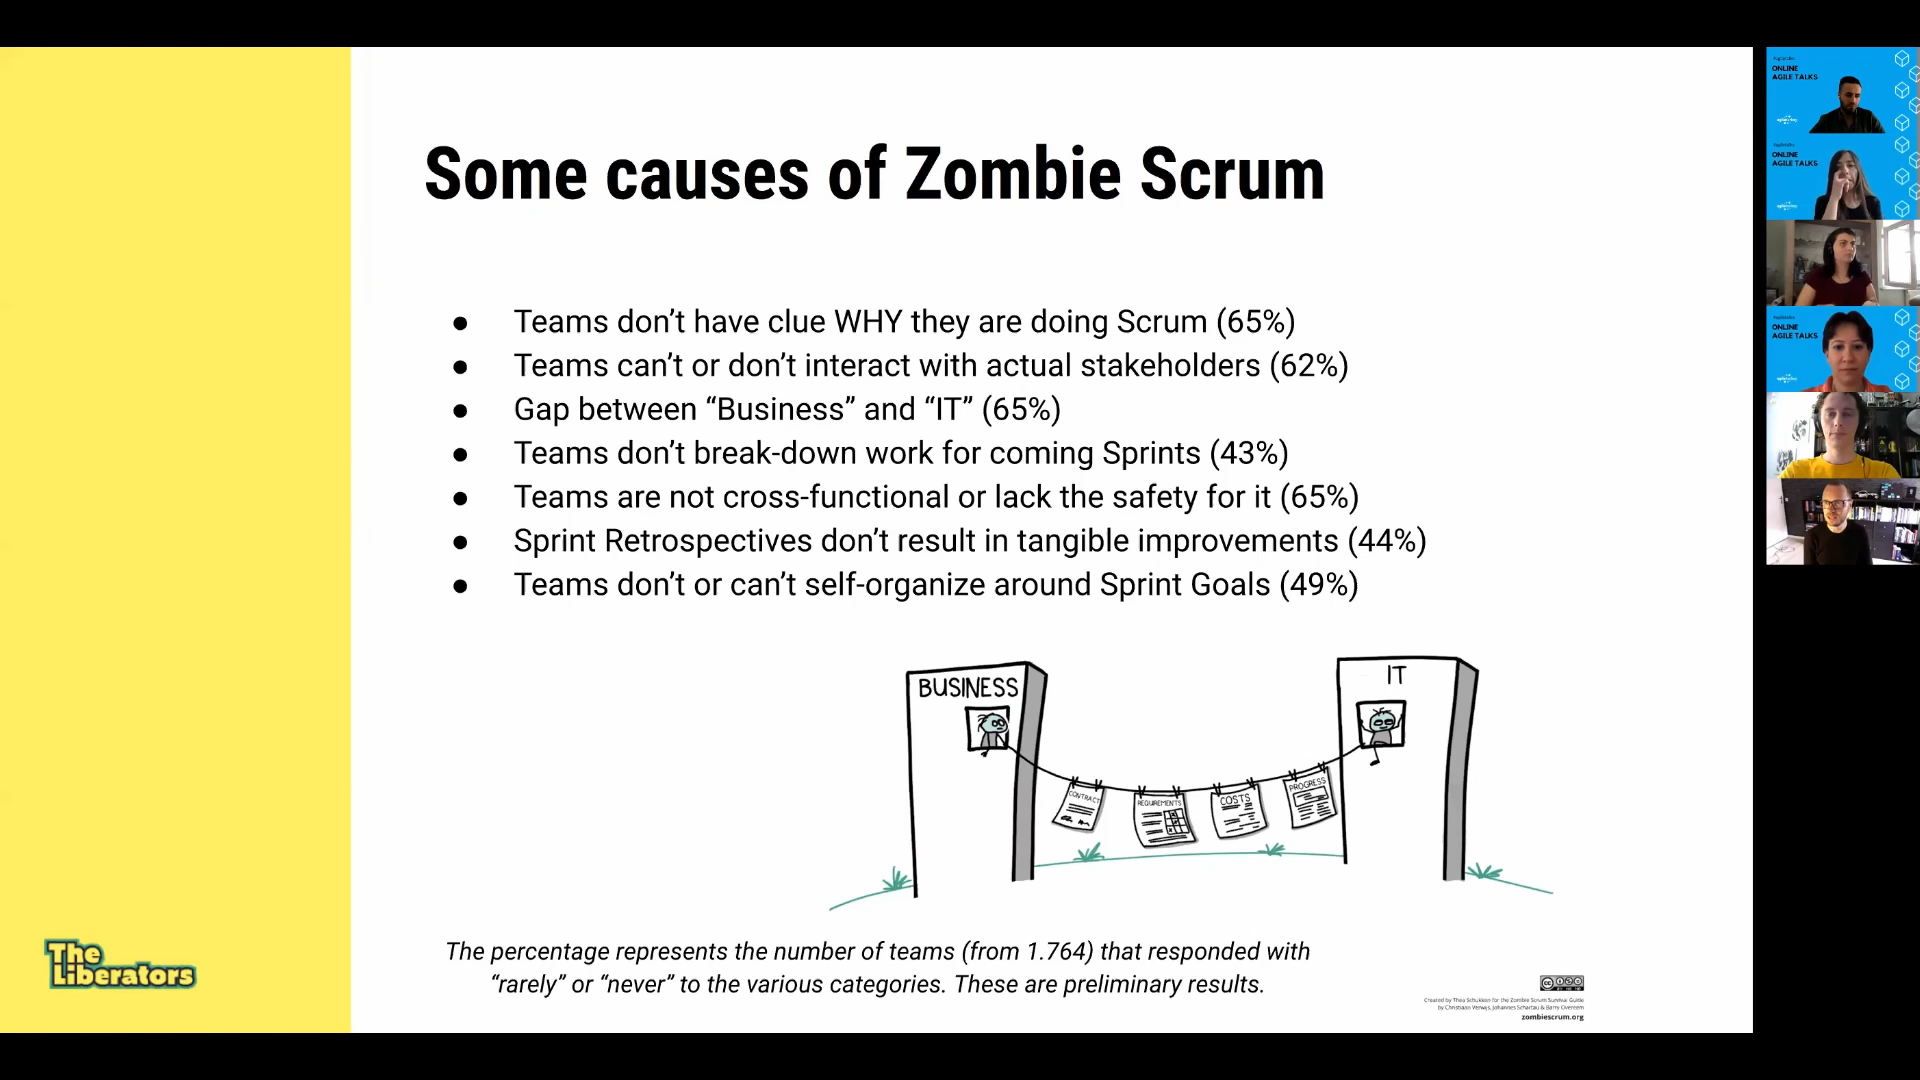 Some causes of Zombie Scrum
● Teams don’t have clue WHY they are doing Scrum (65%)
● Teams can’t or don’t interact with actual stakeholders (62%)
● Gap between “Business” and “IT” (65%)
● Teams don’t break-down work for coming Sprints (43%)
● Teams are not cross-functional or lack the safety for it (65%)
● Sprint Retrospectives don’t result in tangible improvements (44%)
● Teams don’t or can’t self-organize around Sprint Goals (49%)
BUSINESS
IT
CONTRACT
REQUIREMENTS
COSTS
PROGRESS
The percentage represents the number of teams (from 1.764) that responded with
“rarely” or “never” to the various categories. These are preliminary results.
The
Liberators
Created by Thea Schukken for the Zombie Scrum Survival Guide
by Christiaan Verwijs, Johannes Schartau & Barry Overeem
zombiescrum.org
ONLINE
AGILE TALKS
ONLINE
AGILE TALKS
ONLINE
AGILE TALKS